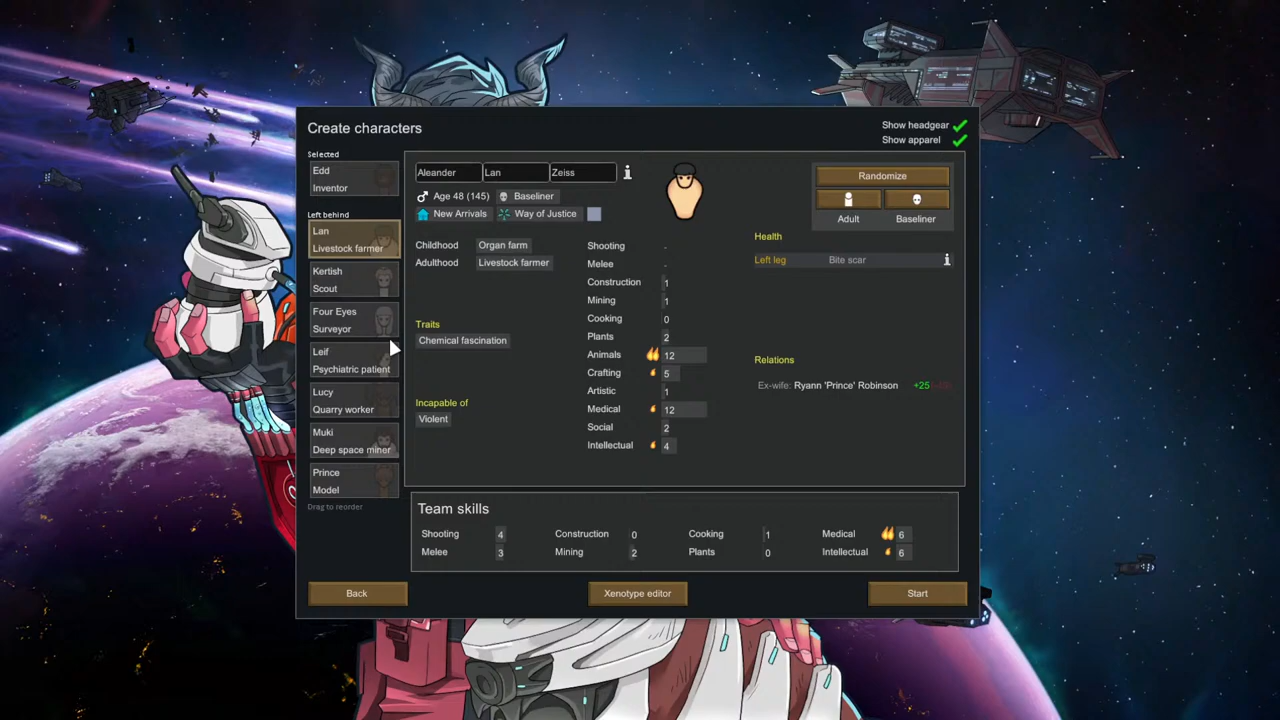 Create characters
Show headgear
Show apparel
Selected
Edd
Inventor
Left behind
Lan
Livestock farmer
Kertish
Scout
Four Eyes
Surveyor
Leif
Psychiatric patient
Lucy
Quarry worker
Muki
Deep space miner
Prince
Model
Drag to reorder
Aleander Lan Zeiss
Age 48 (145) Baseliner
New Arrivals Way of Justice
Childhood Organ farm
Adulthood Livestock farmer
Traits
Chemical fascination
Incapable of
Violent
Shooting -
Melee -
Construction 1
Mining 1
Cooking 0
Plants 2
Animals 12
Crafting 5
Artistic 1
Medical 12
Social 2
Intellectual 4
Randomize
Adult Baseliner
Health
Left leg Bite scar
Relations
Ex-wife: Ryann 'Prince' Robinson +25
Team skills
Shooting 4 Construction 0 Cooking 1 Medical 6
Melee 3 Mining 2 Plants 0 Intellectual 6
Back Xenotype editor Start